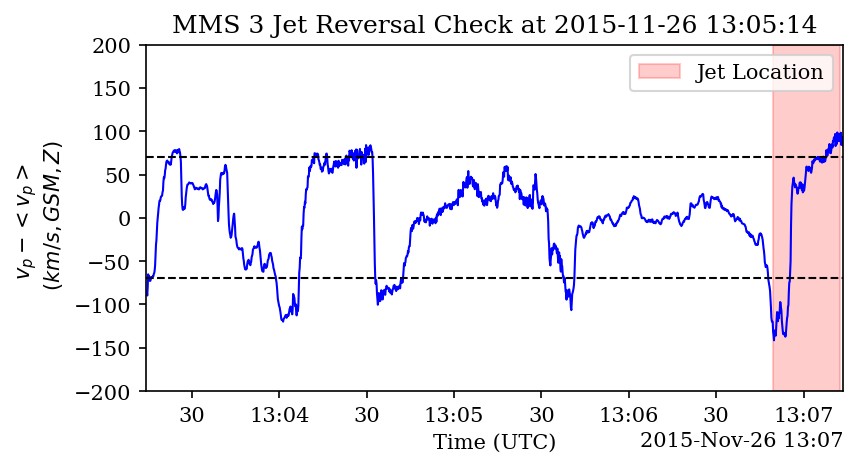 MMS 3 Jet Reversal Check at 2015-11-26 13:05:14
200
150
100
50
0
−50
−100
−150
−200
v_p − < v_p >
(km/s, GSM, Z)
Jet Location
30
13:04
30
13:05
30
13:06
30
13:07
Time (UTC)
2015-Nov-26 13:07